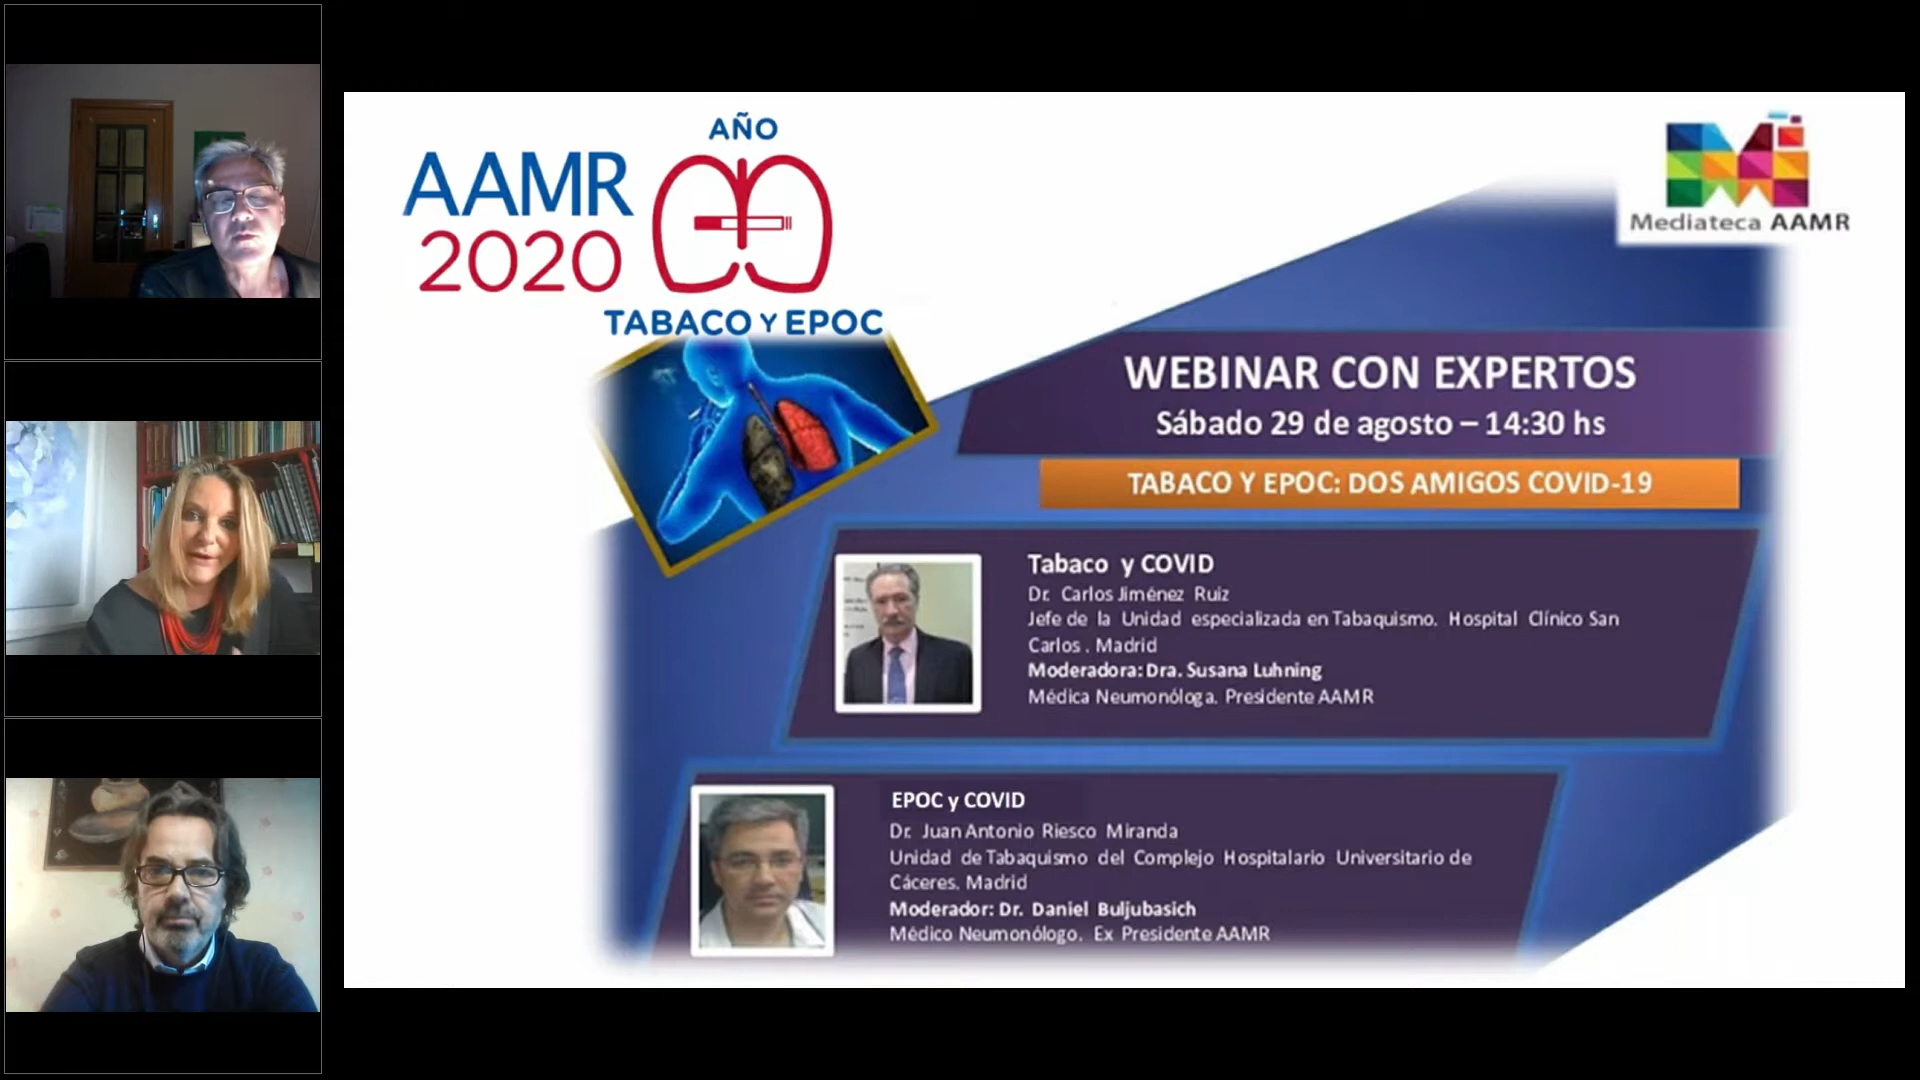 AÑO
AAMR
2020
TABACO Y EPOC
Mediateca AAMR
WEBINAR CON EXPERTOS
Sábado 29 de agosto – 14:30 hs
TABACO Y EPOC: DOS AMIGOS COVID-19
Tabaco y COVID
Dr. Carlos Jiménez Ruiz
Jefe de la Unidad especializada en Tabaquismo. Hospital Clínico San
Carlos . Madrid
Moderadora: Dra. Susana Luhning
Médica Neumonóloga. Presidente AAMR
EPOC y COVID
Dr. Juan Antonio Riesco Miranda
Unidad de Tabaquismo del Complejo Hospitalario Universitario de
Cáceres. Madrid
Moderador: Dr. Daniel Buljubasich
Médico Neumonólogo. Ex Presidente AAMR